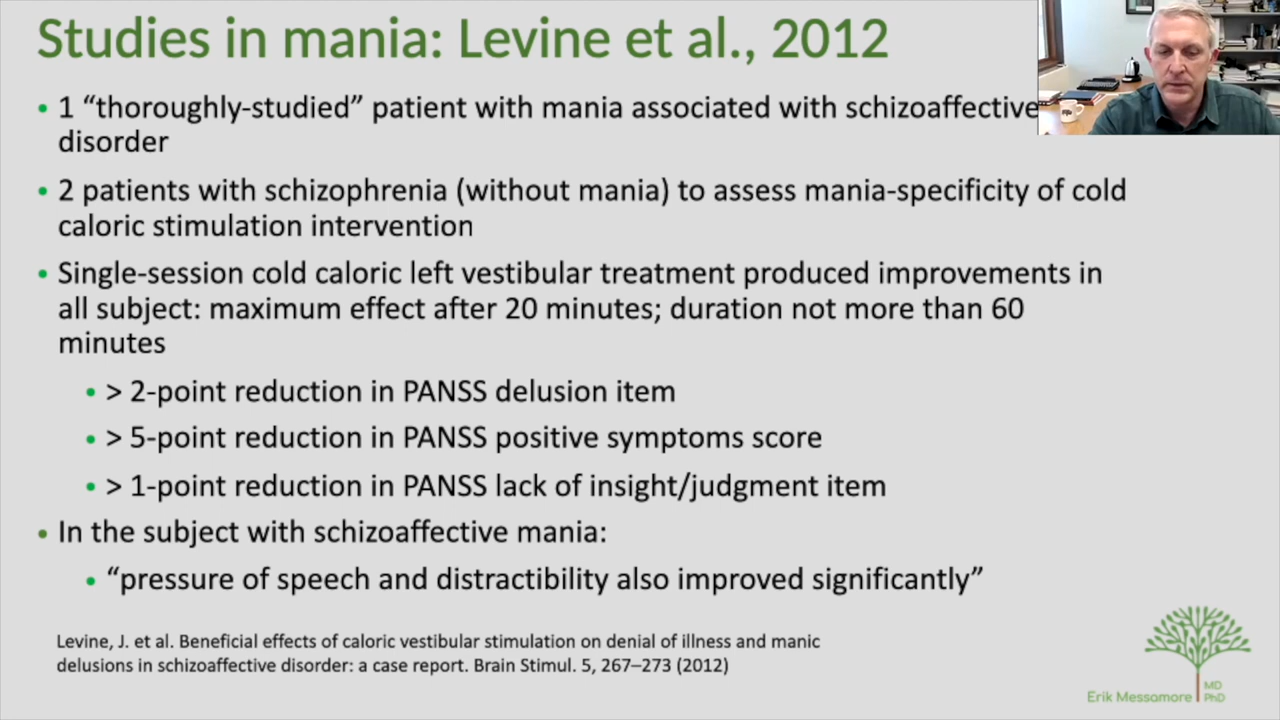 Studies in mania: Levine et al., 2012
• 1 “thoroughly-studied” patient with mania associated with schizoaffective
disorder
• 2 patients with schizophrenia (without mania) to assess mania-specificity of cold
caloric stimulation intervention
• Single-session cold caloric left vestibular treatment produced improvements in
all subject: maximum effect after 20 minutes; duration not more than 60
minutes
• > 2-point reduction in PANSS delusion item
• > 5-point reduction in PANSS positive symptoms score
• > 1-point reduction in PANSS lack of insight/judgment item
• In the subject with schizoaffective mania:
• “pressure of speech and distractibility also improved significantly”
Levine, J. et al. Beneficial effects of caloric vestibular stimulation on denial of illness and manic
delusions in schizoaffective disorder: a case report. Brain Stimul. 5, 267–273 (2012)
Erik Messamore
MD
PhD